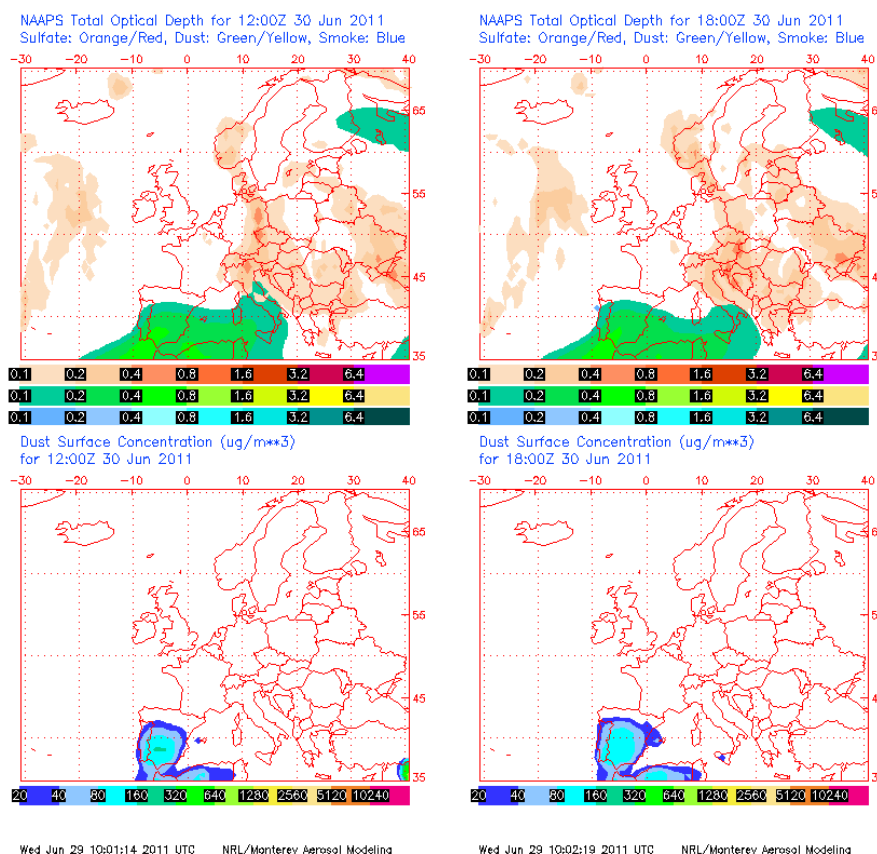 NAAPS Total Optical Depth for 12:00Z 30 Jun 2011
Sulfate: Orange/Red, Dust: Green/Yellow, Smoke: Blue
-30 -20 -10 0 10 20 30 40
65
55
45
35
0.1 0.2 0.4 0.8 1.6 3.2 6.4
0.1 0.2 0.4 0.8 1.6 3.2 6.4
0.1 0.2 0.4 0.8 1.6 3.2 6.4
NAAPS Total Optical Depth for 18:00Z 30 Jun 2011
Sulfate: Orange/Red, Dust: Green/Yellow, Smoke: Blue
-30 -20 -10 0 10 20 30 40
65
5
4
3
0.1 0.2 0.4 0.8 1.6 3.2 6.4
0.1 0.2 0.4 0.8 1.6 3.2 6.4
0.1 0.2 0.4 0.8 1.6 3.2 6.4
Dust Surface Concentration (ug/m**3)
for 12:00Z 30 Jun 2011
-30 -20 -10 0 10 20 30 40
65
55
45
35
20 40 80 160 320 640 1280 2560 5120 10240
Wed Jun 29 10:01:14 2011 UTC NRL/Monterey Aerosol Modeling
Dust Surface Concentration (ug/m**3)
for 18:00Z 30 Jun 2011
-30 -20 -10 0 10 20 30 40
6
5
4
3
20 40 80 160 320 640 1280 2560 5120 10240
Wed Jun 29 10:02:19 2011 UTC NRL/Monterey Aerosol Modeling